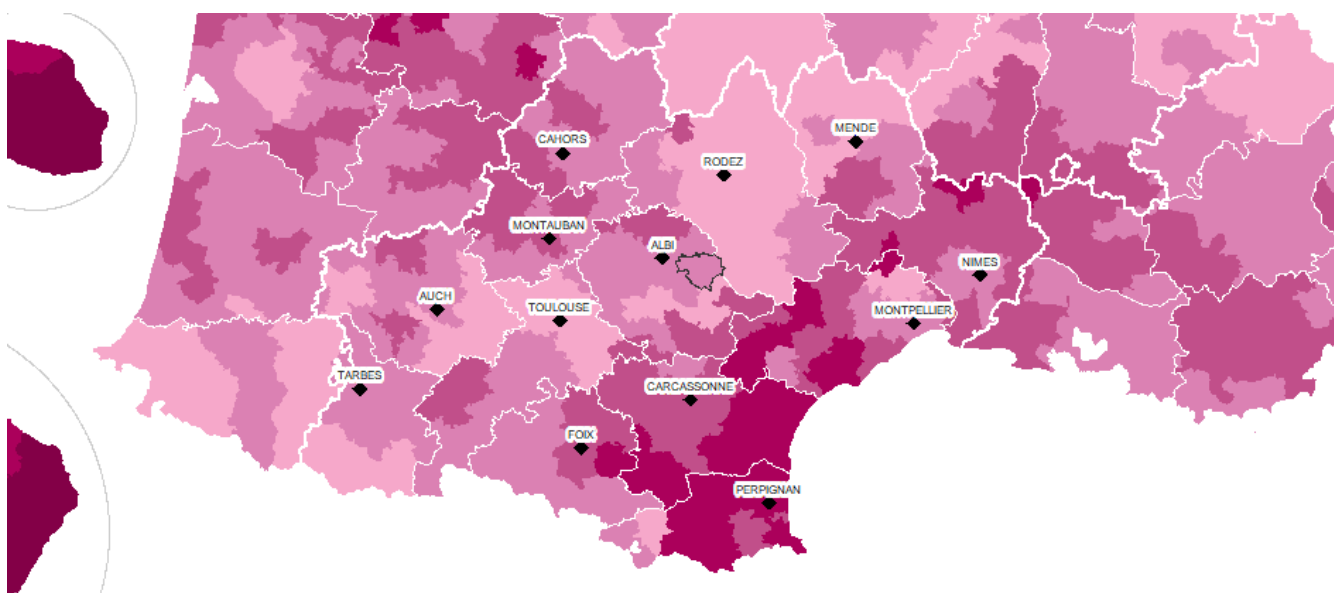 MENDE
CAHORS
RODEZ
MONTAUBAN
ALBI
NIMES
AUCH
TOULOUSE
MONTPELLIER
TARBES
CARCASSONNE
FOIX
PERPIGNAN